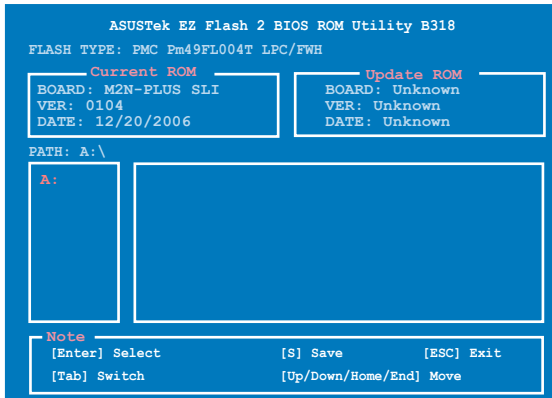 ASUSTek EZ Flash 2 BIOS ROM Utility B318
FLASH TYPE: PMC Pm49FL004T LPC/FWH
Current ROM
BOARD: M2N-PLUS SLI
VER: 0104
DATE: 12/20/2006
Update ROM
BOARD: Unknown
VER: Unknown
DATE: Unknown
PATH: A:\
A:
Note
[Enter] Select [S] Save [ESC] Exit
[Tab] Switch [Up/Down/Home/End] Move